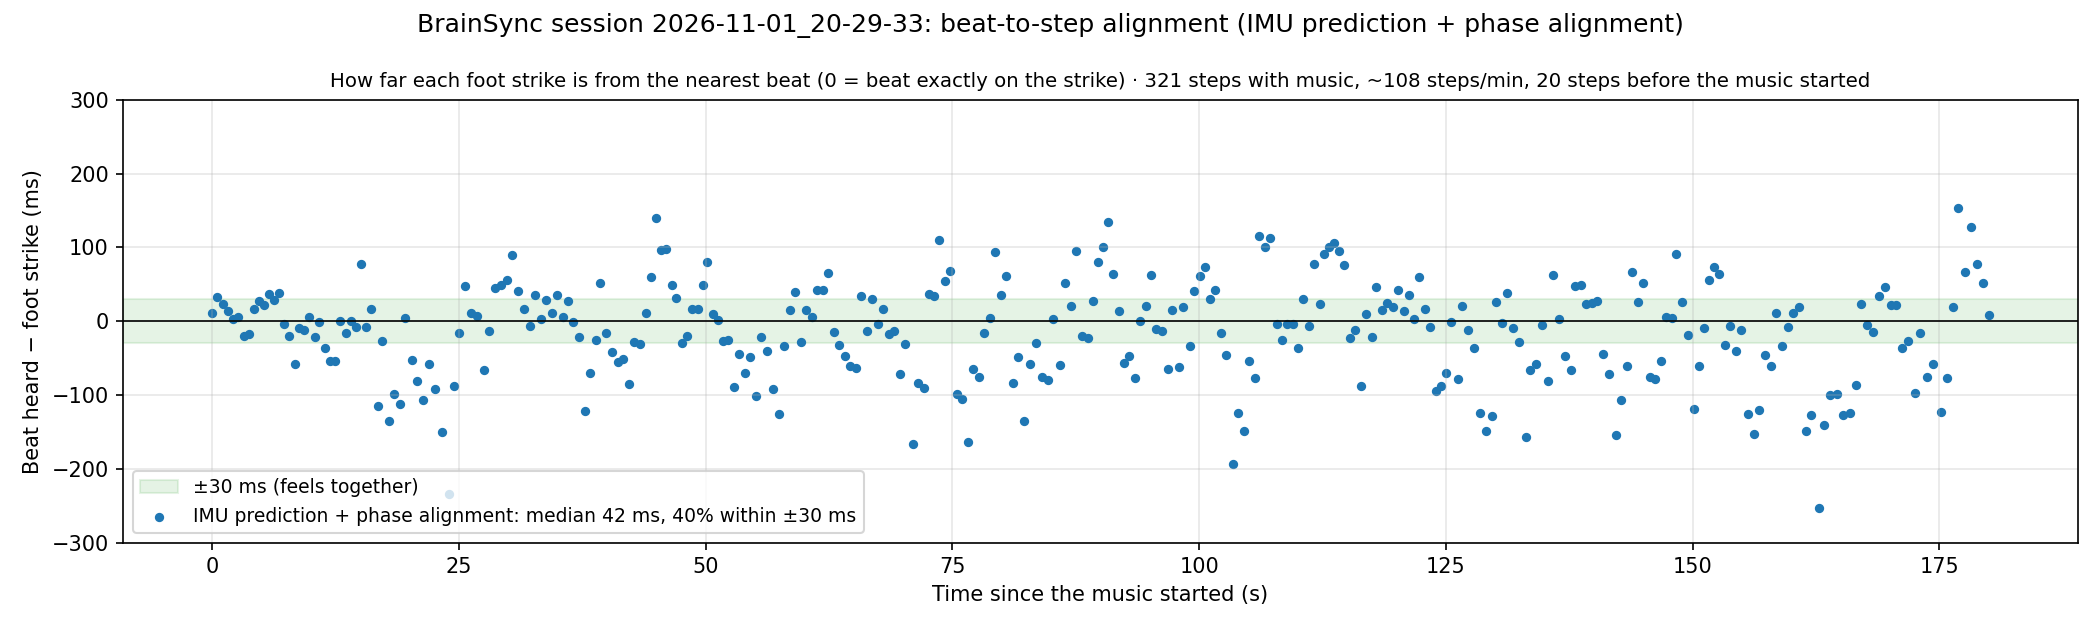 BrainSync session 2026-11-01_20-29-33: beat-to-step alignment (IMU prediction + phase alignment)
How far each foot strike is from the nearest beat (0 = beat exactly on the strike) · 321 steps with music, ~108 steps/min, 20 steps before the music started
Beat heard − foot strike (ms)
300
200
100
0
−100
−200
−300
±30 ms (feels together)
IMU prediction + phase alignment: median 42 ms, 40% within ±30 ms
0 25 50 75 100 125 150 175
Time since the music started (s)